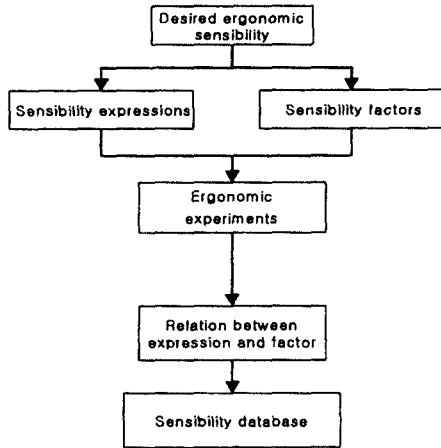 Desired ergonomic
sensibility
Sensibility expressions
Sensibility factors
Ergonomic
experiments
Relation between
expression and factor
Sensibility database